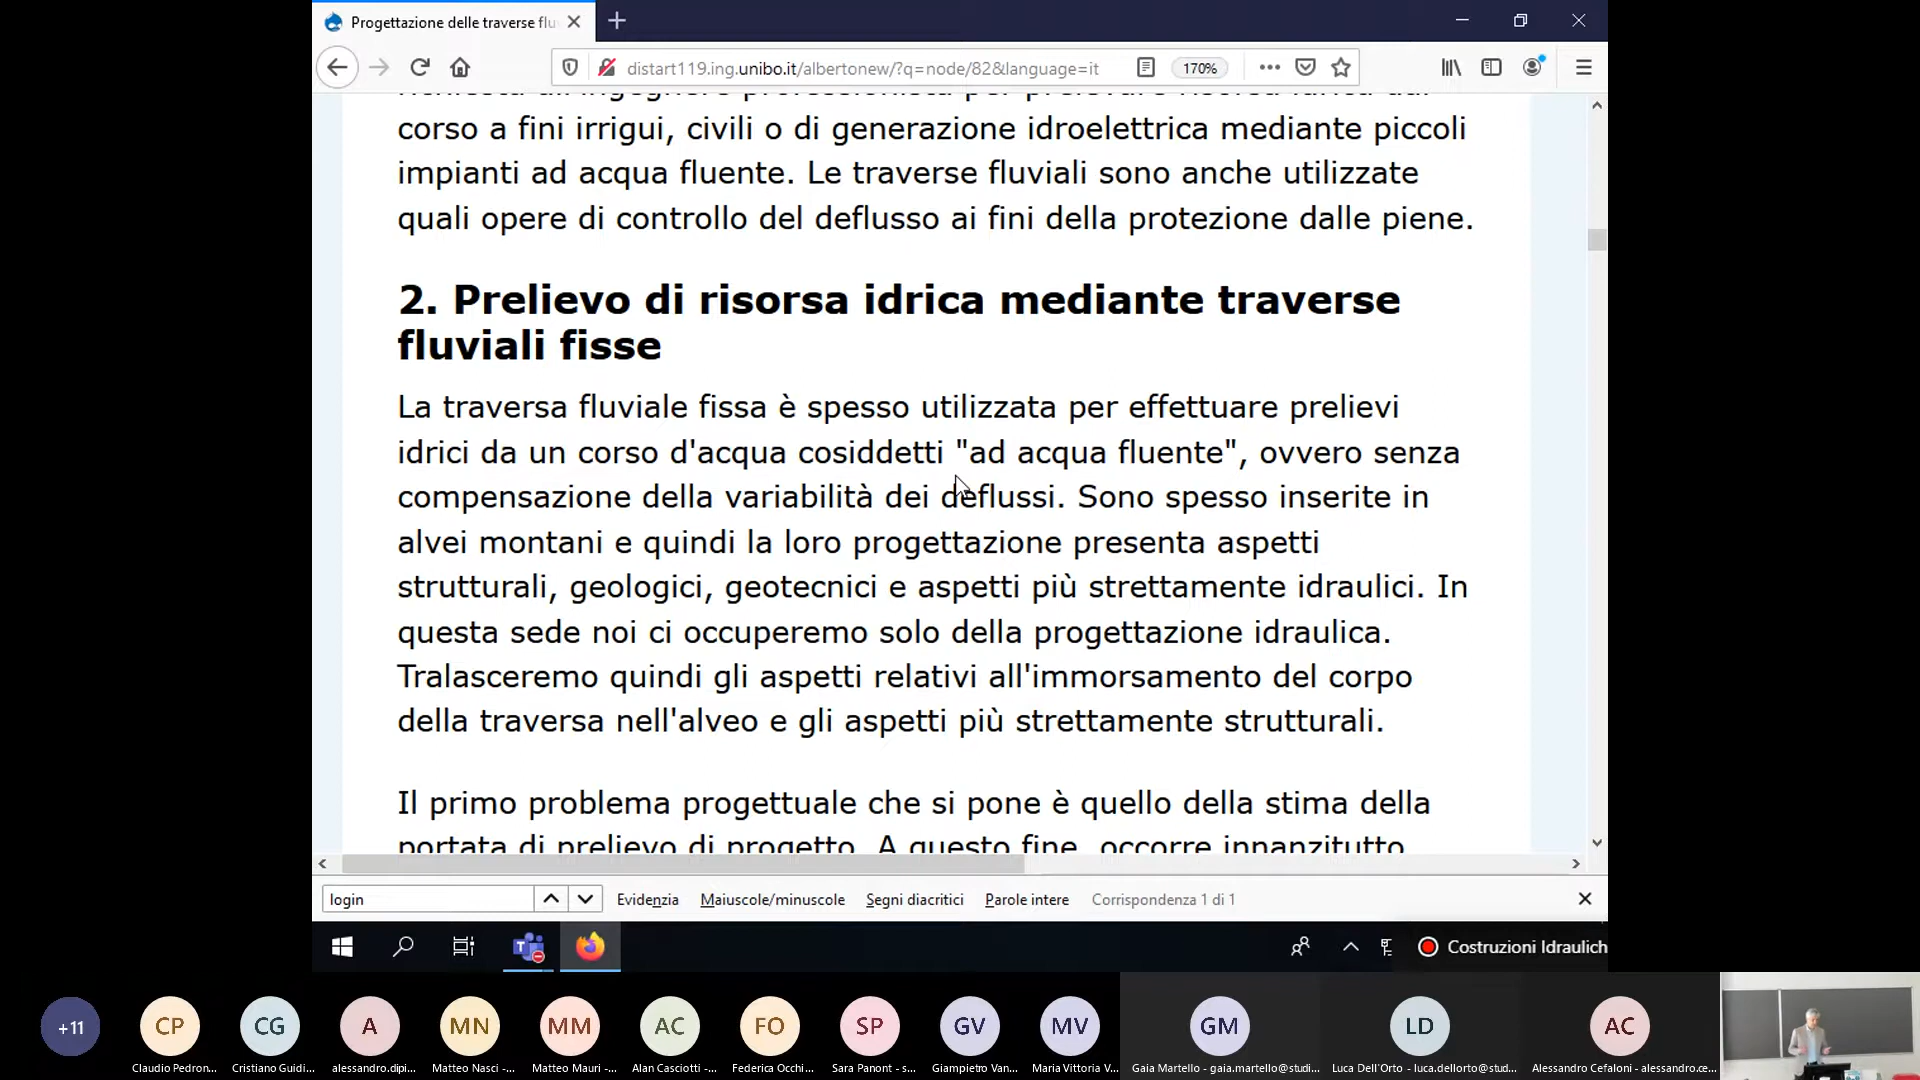 Progettazione delle traverse flu
distart119.ing.unibo.it/albertonew/?q=node/82&language=it
170%
corso a fini irrigui, civili o di generazione idroelettrica mediante piccoli
impianti ad acqua fluente. Le traverse fluviali sono anche utilizzate
quali opere di controllo del deflusso ai fini della protezione dalle piene.
2. Prelievo di risorsa idrica mediante traverse
fluviali fisse
La traversa fluviale fissa è spesso utilizzata per effettuare prelievi
idrici da un corso d'acqua cosiddetti "ad acqua fluente", ovvero senza
compensazione della variabilità dei deflussi. Sono spesso inserite in
alvei montani e quindi la loro progettazione presenta aspetti
strutturali, geologici, geotecnici e aspetti più strettamente idraulici. In
questa sede noi ci occuperemo solo della progettazione idraulica.
Tralasceremo quindi gli aspetti relativi all'immorsamento del corpo
della traversa nell'alveo e gli aspetti più strettamente strutturali.
Il primo problema progettuale che si pone è quello della stima della
portata di prelievo di progetto. A questo fine, occorre innanzitutto
login
Evidenzia
Maiuscole/minuscole
Segni diacritici
Parole intere
Corrispondenza 1 di 1
Costruzioni Idraulich
+11
CP
CG
A
MN
MM
AC
FO
SP
GV
MV
GM
LD
AC
Claudio Pedron...
Cristiano Guidi...
alessandro.dipi...
Matteo Nasci -...
Matteo Mauri -...
Alan Casciotti -...
Federica Occhi...
Sara Panont - s...
Giampietro Van...
Maria Vittoria V...
Gaia Martello - gaia.martello@studi...
Luca Dell'Orto - luca.dellorto@stud...
Alessandro Cefaloni - alessandro.ce...